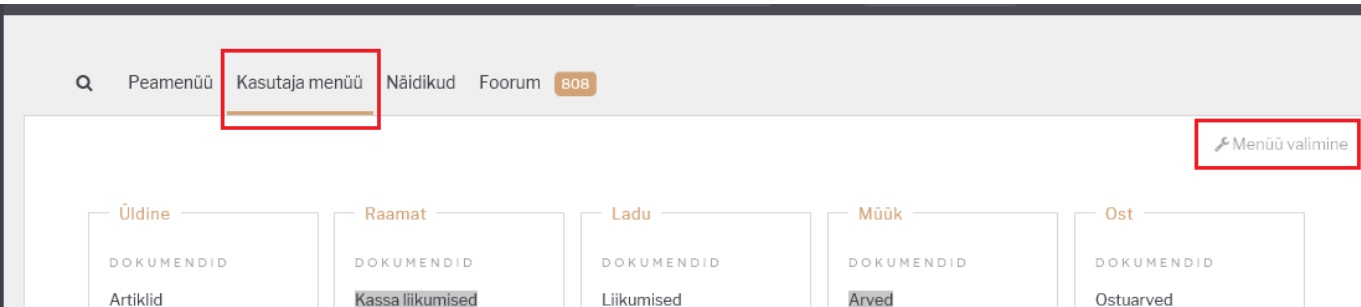 Peamenüü Kasutaja menüü Näidikud Foorum 808
Menüü valimine
Üldine Raamat Ladu Müük Ost
DOKUMENDID DOKUMENDID DOKUMENDID DOKUMENDID DOKUMENDID
Artiklid Kassa liikumised Liikumised Arved Ostuarved